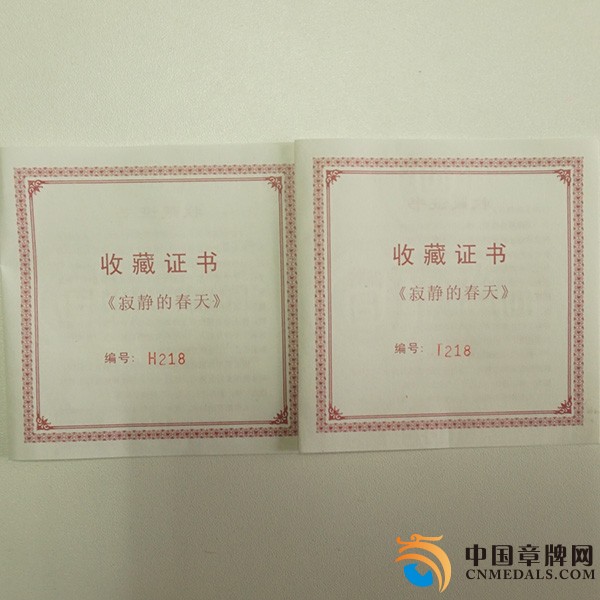 收藏证书
《寂静的春天》
编号: H218
收藏证书
《寂静的春天》
编号: T218
中国章牌网
CNMEDALS.COM